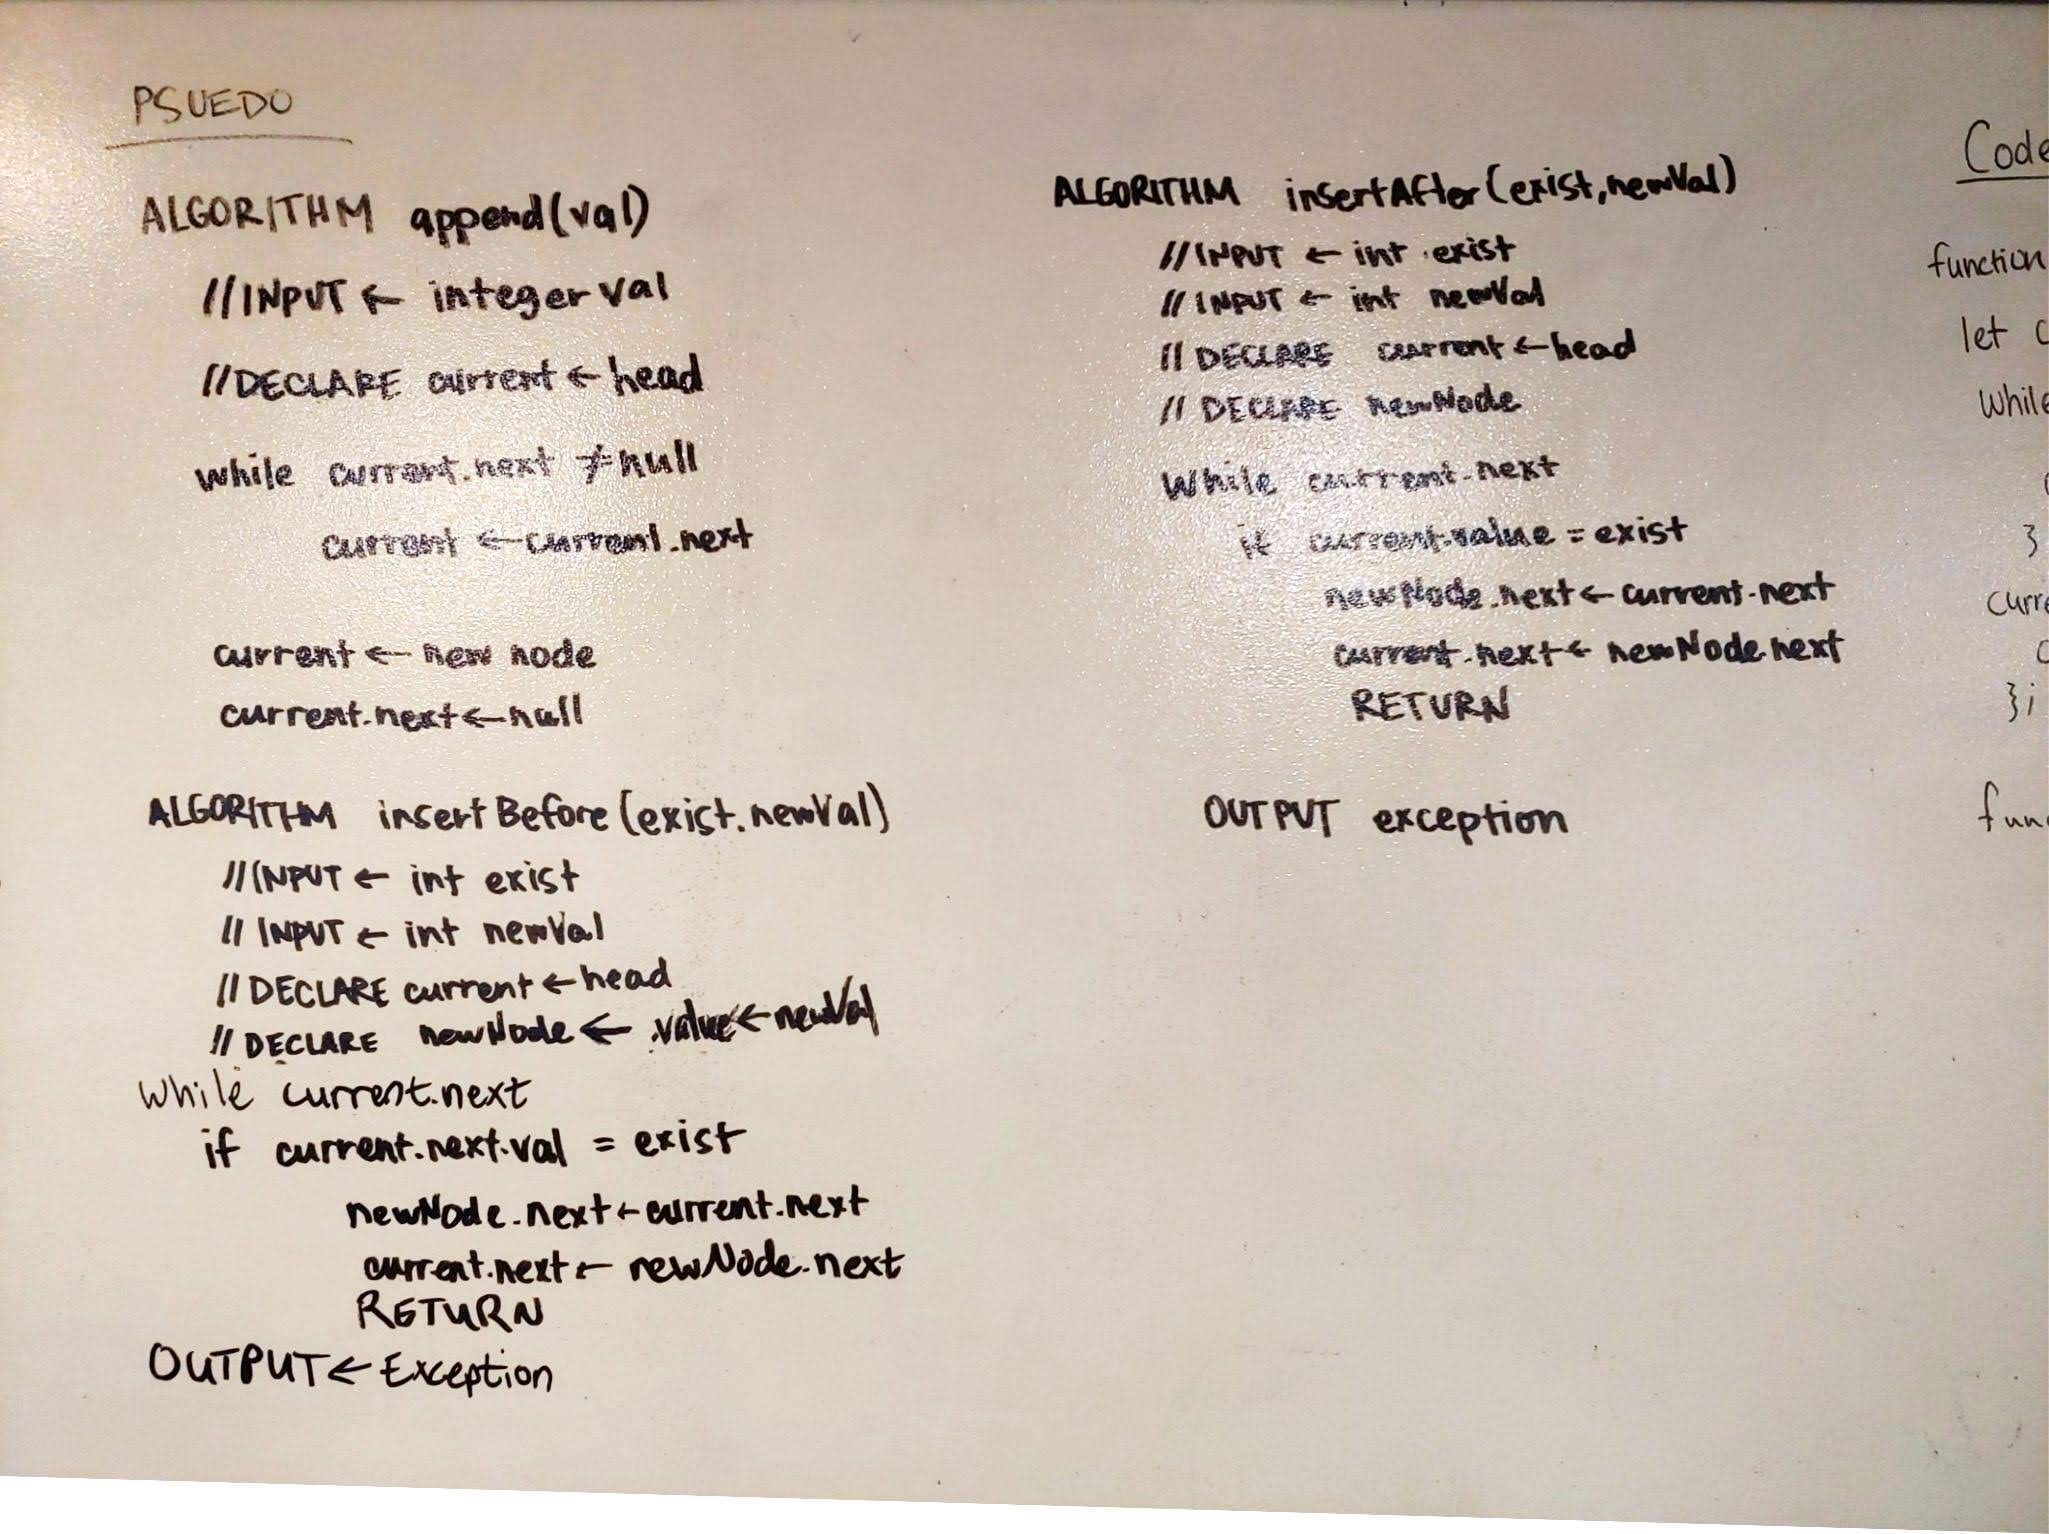 PSUEDO
ALGORITHM append(val)
//INPUT ← integer val
//DECLARE current ← head
while current.next ≠ null
current ← current.next
current ← new node
current.next ← null
ALGORITHM insertBefore(exist.newVal)
//INPUT ← int exist
//INPUT ← int newVal
//DECLARE current ← head
//DECLARE newNode ← .value ← newVal
While current.next
if current.next.val = exist
newNode.next ← current.next
current.next ← newNode.next
RETURN
OUTPUT ← Exception
ALGORITHM insertAfter(exist,newVal)
//INPUT ← int exist
//INPUT ← int newVal
//DECLARE current ← head
//DECLARE newNode
While current.next
if current.value = exist
newNode.next ← current.next
current.next ← newNode.next
RETURN
OUTPUT exception
Code
function
let c
While
}
curre
};
func